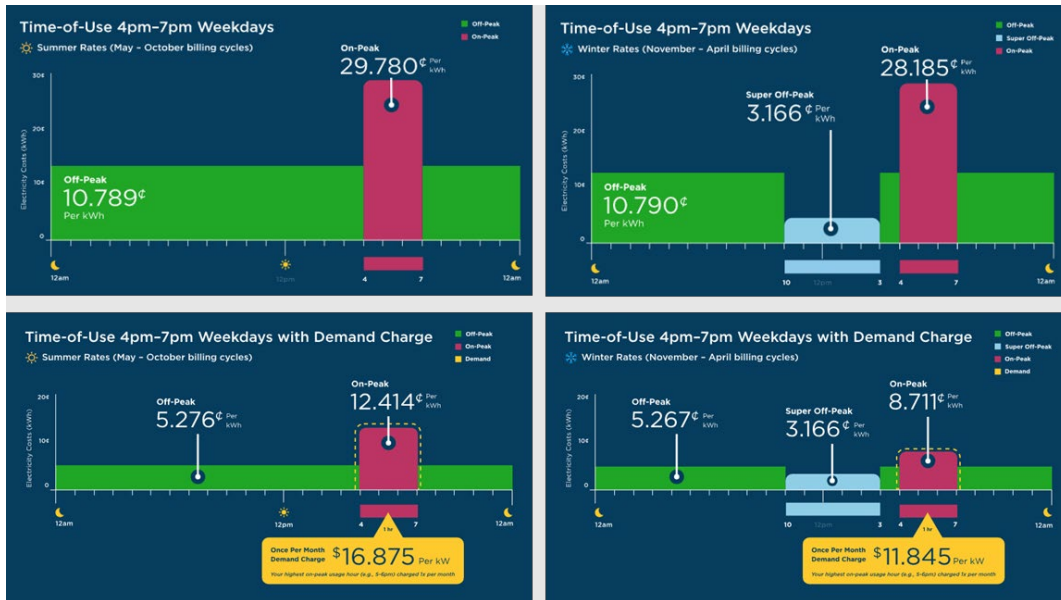 Time-of-Use 4pm–7pm Weekdays
Summer Rates (May – October billing cycles)
Off-Peak
On-Peak
On-Peak
29.780¢ Per kWh
Electricity Costs (kWh)
30¢
20¢
10¢
0
Off-Peak
10.789¢
Per kWh
12am
12pm
4
7
12am
Time-of-Use 4pm–7pm Weekdays
Winter Rates (November – April billing cycles)
Off-Peak
Super Off-Peak
On-Peak
On-Peak
28.185¢ Per kWh
Super Off-Peak
3.166¢ Per kWh
Electricity Costs (kWh)
30¢
20¢
10¢
0
Off-Peak
10.790¢
Per kWh
12am
10
12pm
3
4
7
12am
Time-of-Use 4pm–7pm Weekdays with Demand Charge
Summer Rates (May – October billing cycles)
Off-Peak
On-Peak
Demand
On-Peak
12.414¢ Per kWh
Off-Peak
5.276¢ Per kWh
Electricity Costs (kWh)
20¢
10¢
0
12am
12pm
4
7
12am
1 hr
Once Per Month
Demand Charge
$16.875 Per kW
Your highest on-peak usage hour (e.g., 5-6pm) charged 1x per month
Time-of-Use 4pm–7pm Weekdays with Demand Charge
Winter Rates (November – April billing cycles)
Off-Peak
Super Off-Peak
On-Peak
Demand
On-Peak
8.711¢ Per kWh
Off-Peak
5.267¢ Per kWh
Super Off-Peak
3.166¢ Per kWh
Electricity Costs (kWh)
20¢
10¢
0
12am
10
12pm
3
4
7
12am
1 hr
Once Per Month
Demand Charge
$11.845 Per kW
Your highest on-peak usage hour (e.g., 5-6pm) charged 1x per month